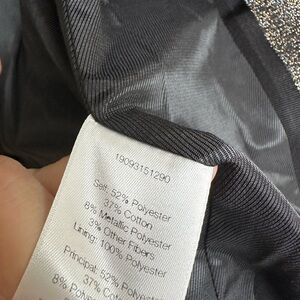 19093151290
Self: 52% Polyester
37% Cotton
8% Metallic Polyester
3% Other Fibers
Lining: 100% Polyester
Principal: 52% Polyester
37% Cotton
8%